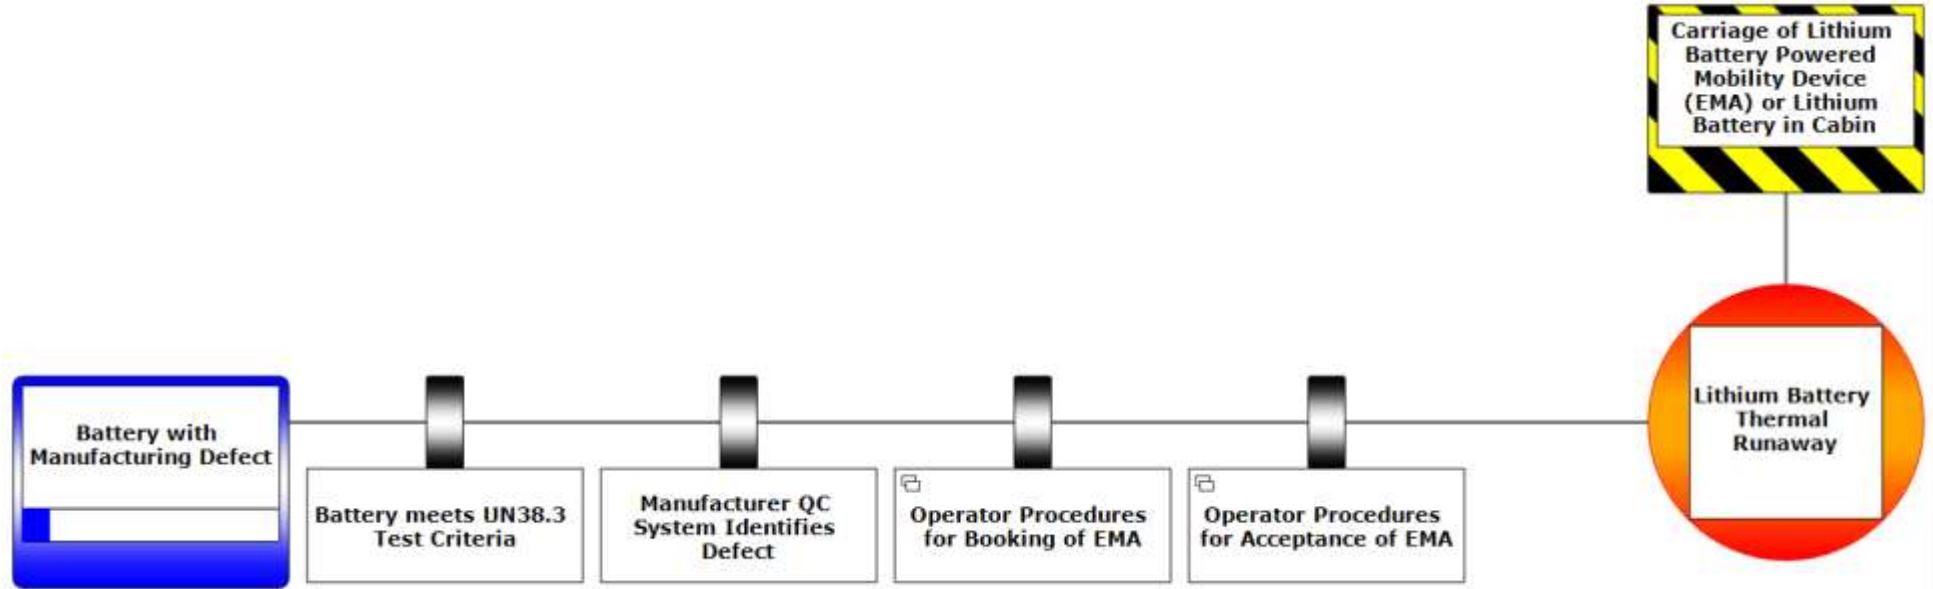 Carriage of Lithium
Battery Powered
Mobility Device
(EMA) or Lithium
Battery in Cabin
Lithium Battery
Thermal
Runaway
Battery with
Manufacturing Defect
Battery meets UN38.3
Test Criteria
Manufacturer QC
System Identifies
Defect
Operator Procedures
for Booking of EMA
Operator Procedures
for Acceptance of EMA